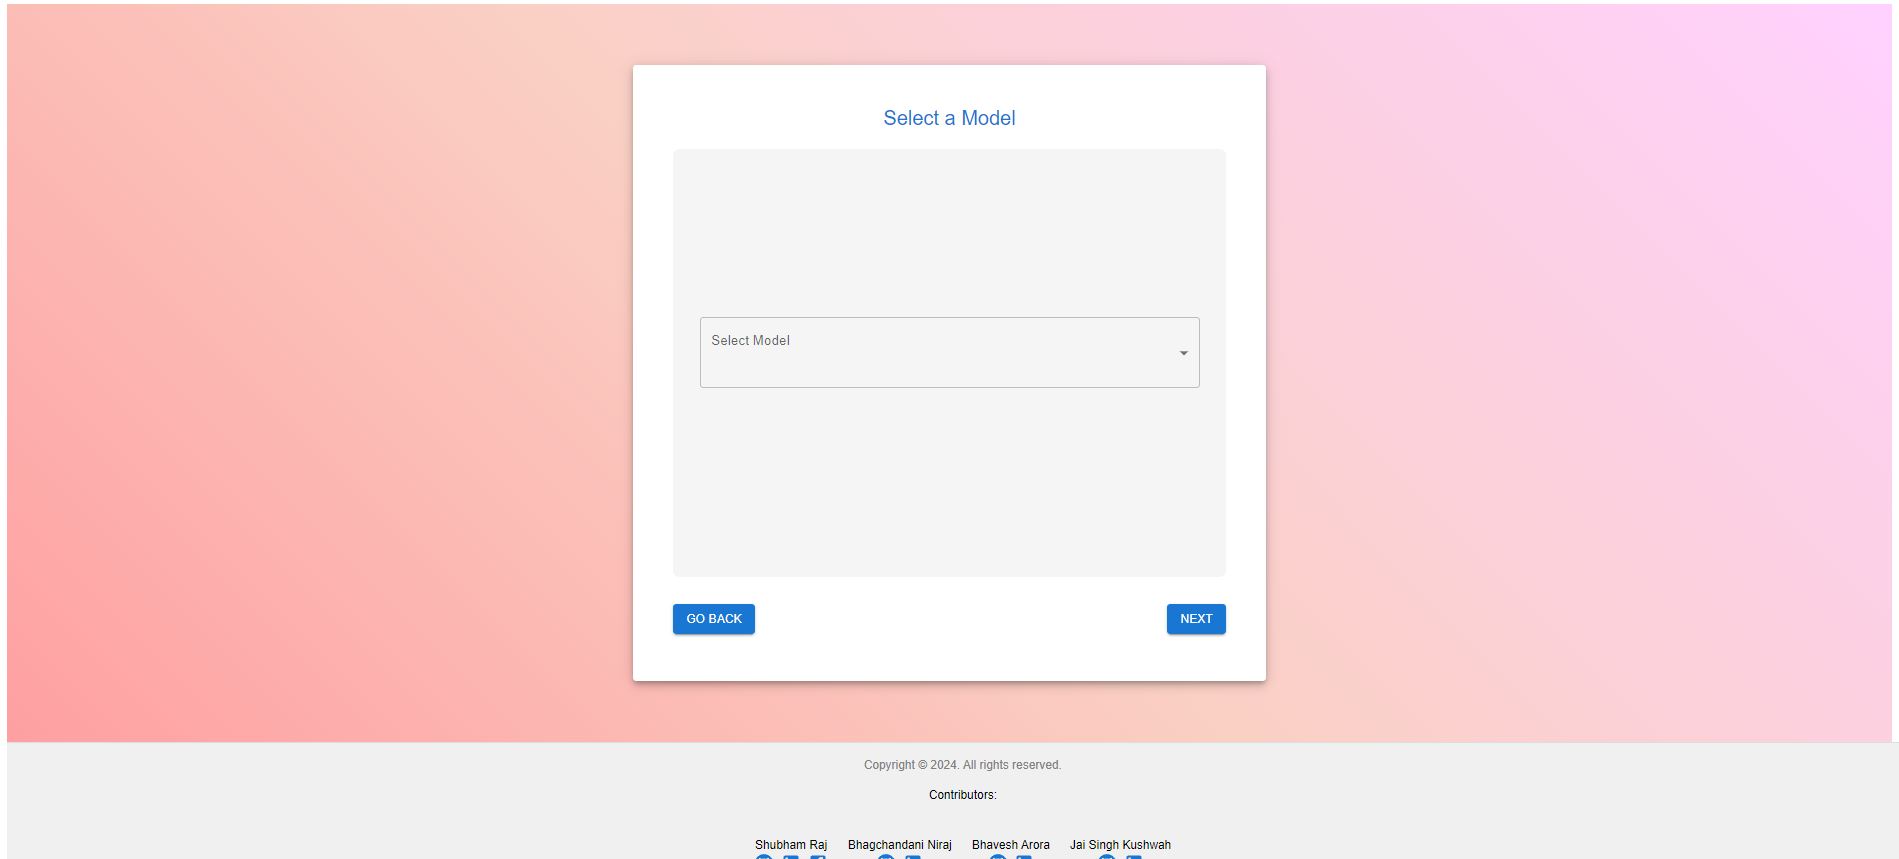 Select a Model
Select Model
GO BACK NEXT
Copyright © 2024. All rights reserved.
Contributors:
Shubham Raj Bhagchandani Niraj Bhavesh Arora Jai Singh Kushwah